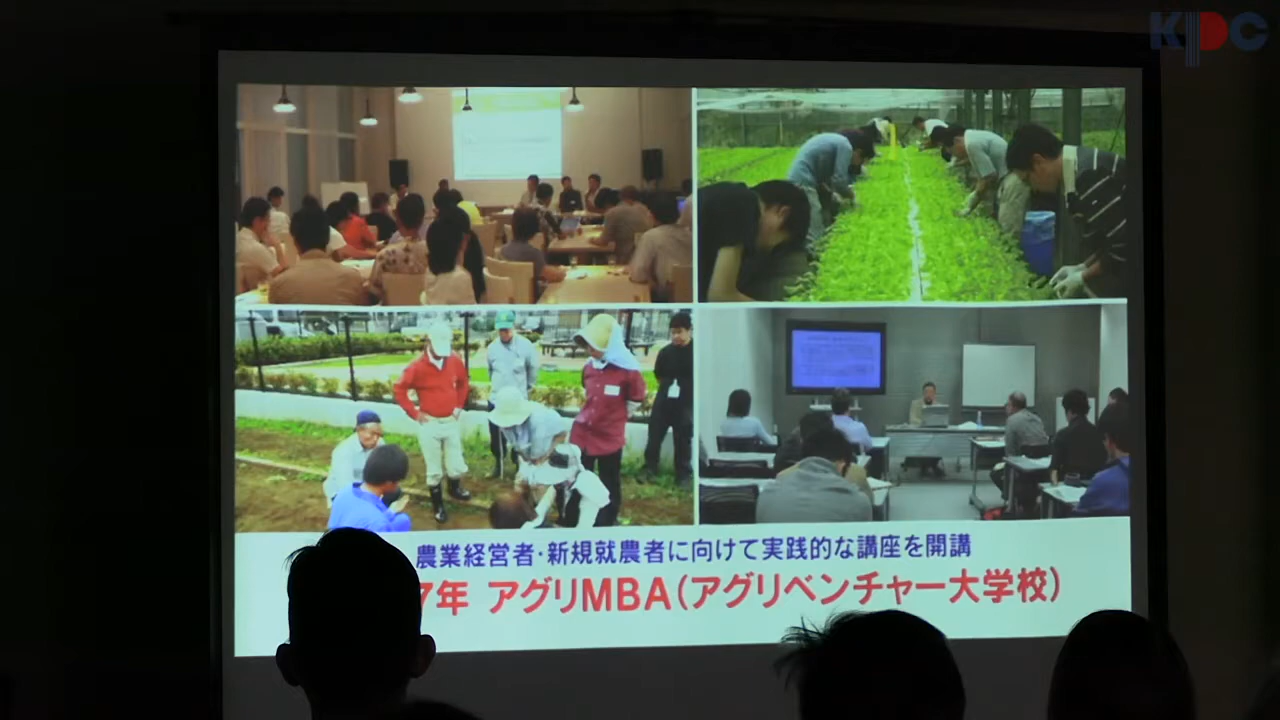 KPC
農業経営者・新規就農者に向けて実践的な講座を開講
7年 アグリMBA(アグリベンチャー大学校)